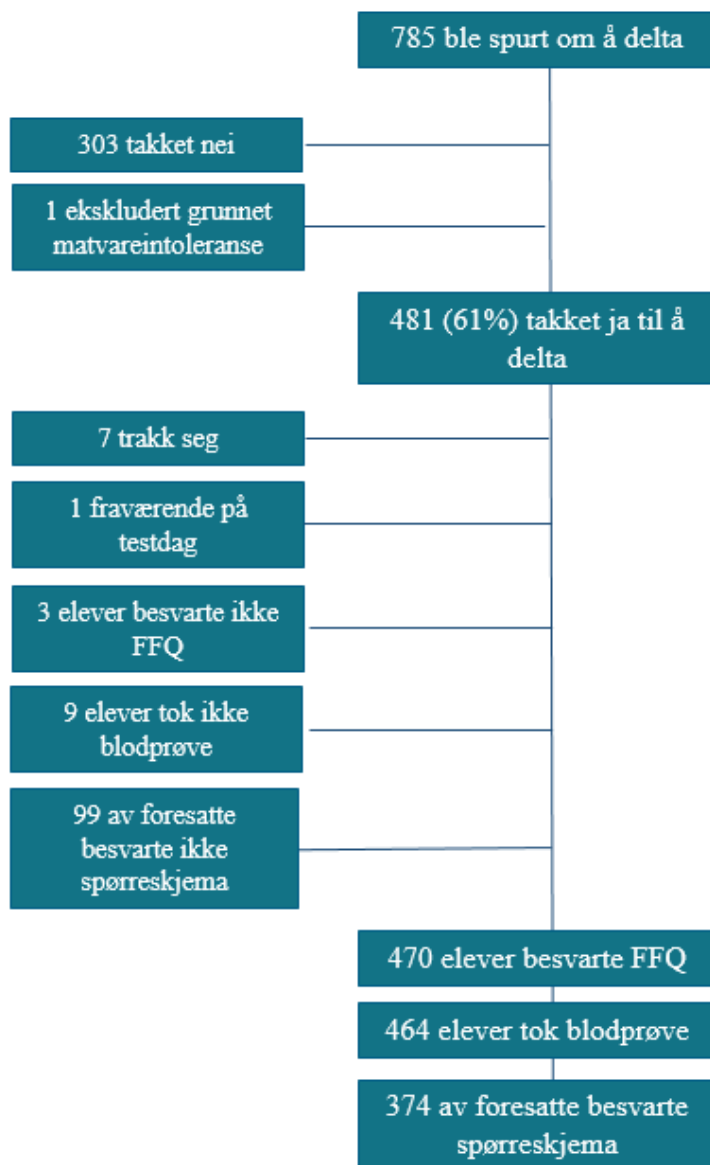 785 ble spurt om å delta
303 takket nei
1 ekskludert grunnet
matvareintoleranse
481 (61%) takket ja til å
delta
7 trakk seg
1 fraværende på
testdag
3 elever besvarte ikke
FFQ
9 elever tok ikke
blodprøve
99 av foresatte
besvarte ikke
spørreskjema
470 elever besvarte FFQ
464 elever tok blodprøve
374 av foresatte besvarte
spørreskjema